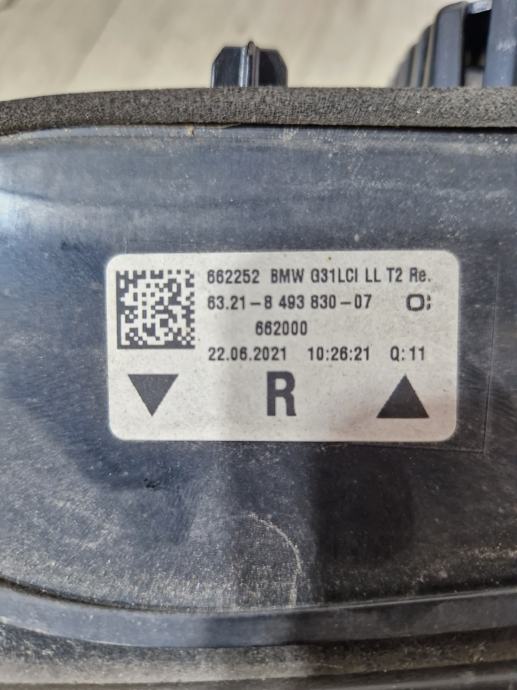 662252 BMW G31LCI LL T2 Re.
63.21-8 493 830-07
662000
22.06.2021 10:26:21 Q:11
R